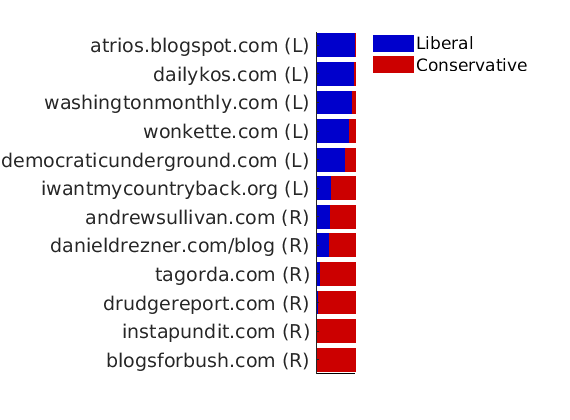 atrios.blogspot.com (L)
dailykos.com (L)
washingtonmonthly.com (L)
wonkette.com (L)
democraticunderground.com (L)
iwantmycountryback.org (L)
andrewsullivan.com (R)
danieldrezner.com/blog (R)
tagorda.com (R)
drudgereport.com (R)
instapundit.com (R)
blogsforbush.com (R)
Liberal
Conservative